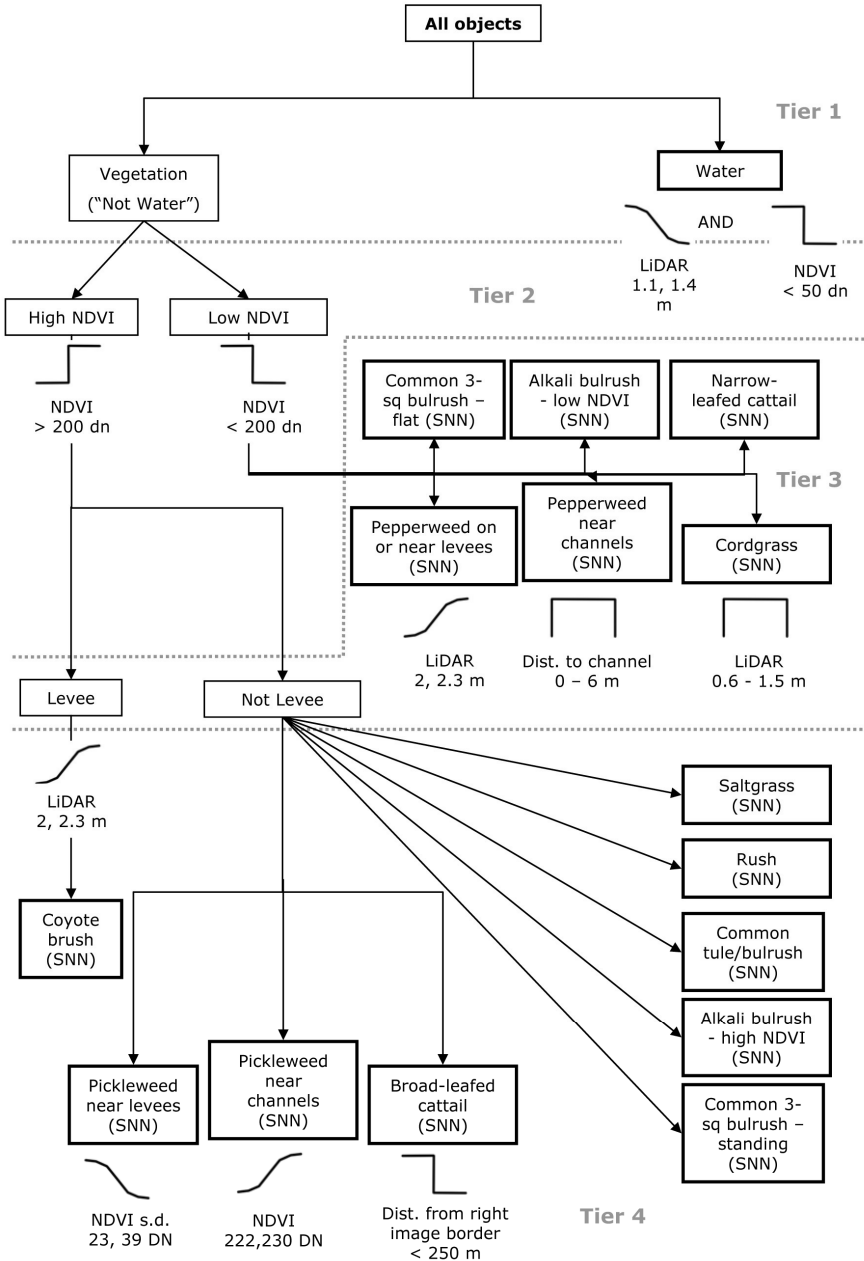 All objects
Tier 1
Vegetation
("Not Water")
Water
AND
LiDAR
1.1, 1.4
m
NDVI
< 50 dn
Tier 2
High NDVI
Low NDVI
NDVI
> 200 dn
NDVI
< 200 dn
Common 3-
sq bulrush –
flat (SNN)
Alkali bulrush
- low NDVI
(SNN)
Narrow-
leafed cattail
(SNN)
Tier 3
Pepperweed on
or near levees
(SNN)
Pepperweed
near
channels
(SNN)
Cordgrass
(SNN)
LiDAR
2, 2.3 m
Dist. to channel
0 – 6 m
LiDAR
0.6 - 1.5 m
Levee
Not Levee
LiDAR
2, 2.3 m
Coyote
brush
(SNN)
Saltgrass
(SNN)
Rush
(SNN)
Common
tule/bulrush
(SNN)
Alkali bulrush
- high NDVI
(SNN)
Common 3-
sq bulrush –
standing
(SNN)
Pickleweed
near levees
(SNN)
Pickleweed
near
channels
(SNN)
Broad-leafed
cattail
(SNN)
NDVI s.d.
23, 39 DN
NDVI
222,230 DN
Dist. from right
image border
< 250 m
Tier 4